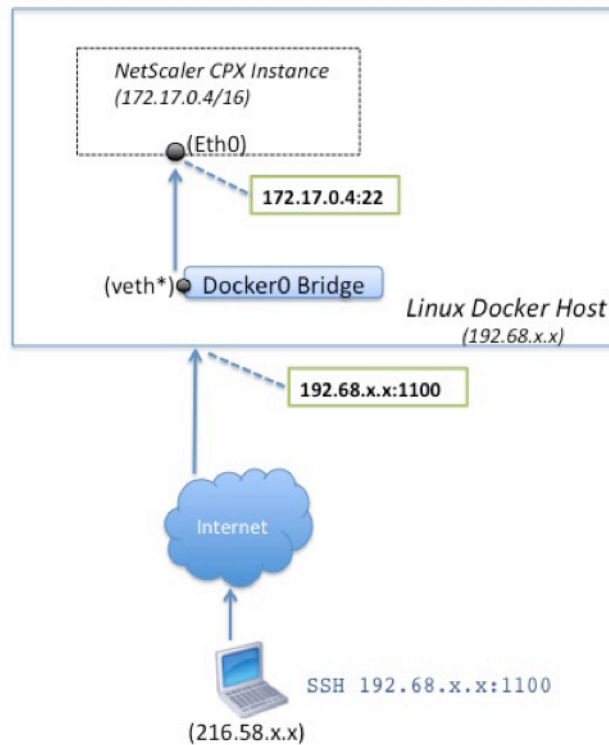 NetScaler CPX Instance
(172.17.0.4/16)
(Eth0)
172.17.0.4:22
(veth*)
Docker0 Bridge
Linux Docker Host
(192.68.x.x)
192.68.x.x:1100
Internet
SSH 192.68.x.x:1100
(216.58.x.x)